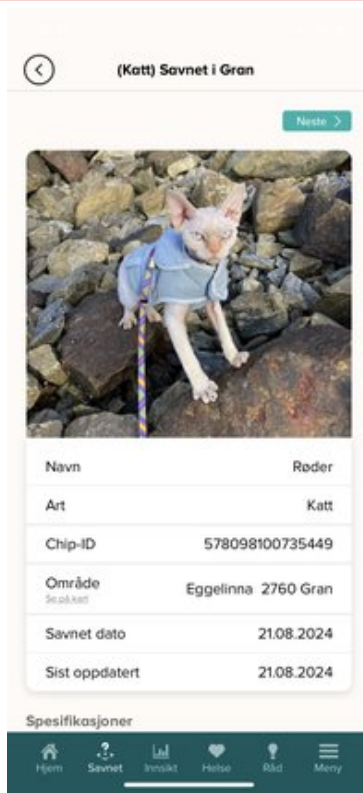 (Katt) Savnet i Gran
Neste >
Navn Røder
Art Katt
Chip-ID 578098100735449
Område Eggelinna 2760 Gran
Se på kart
Savnet dato 21.08.2024
Sist oppdatert 21.08.2024
Spesifikasjoner
Hjem Savnet Innsikt Helse Råd Meny